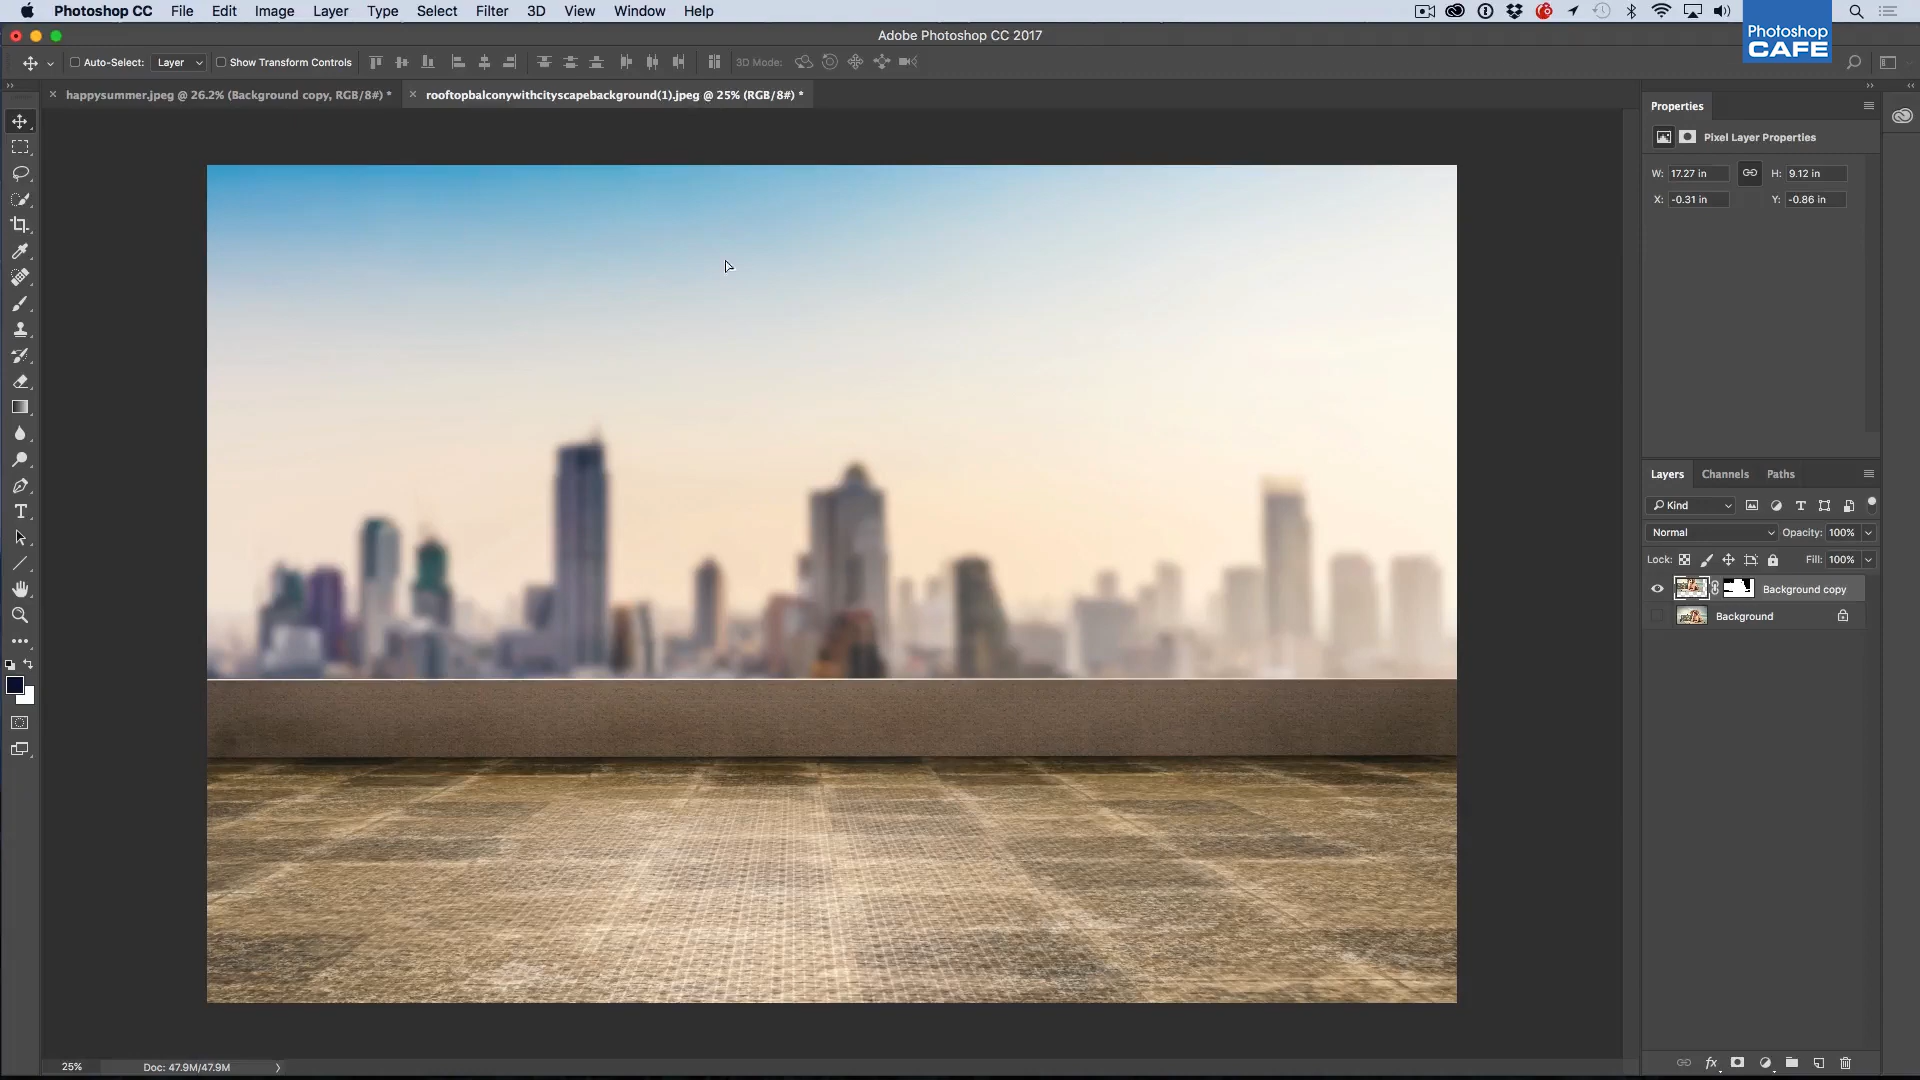 Photoshop CC File Edit Image Layer Type Select Filter 3D View Window Help
Adobe Photoshop CC 2017
Photoshop
CAFE
Auto-Select: Layer Show Transform Controls 3D Mode:
happysummer.jpeg @ 26.2% (Background copy, RGB/8#) * rooftopbalconywithcityscapebackground(1).jpeg @ 25% (RGB/8#) *
Properties
Pixel Layer Properties
W: 17.27 in H: 9.12 in
X: -0.31 in Y: -0.86 in
Layers Channels Paths
Kind
Normal Opacity: 100%
Lock: Fill: 100%
Background copy
Background
25% Doc: 47.9M/47.9M